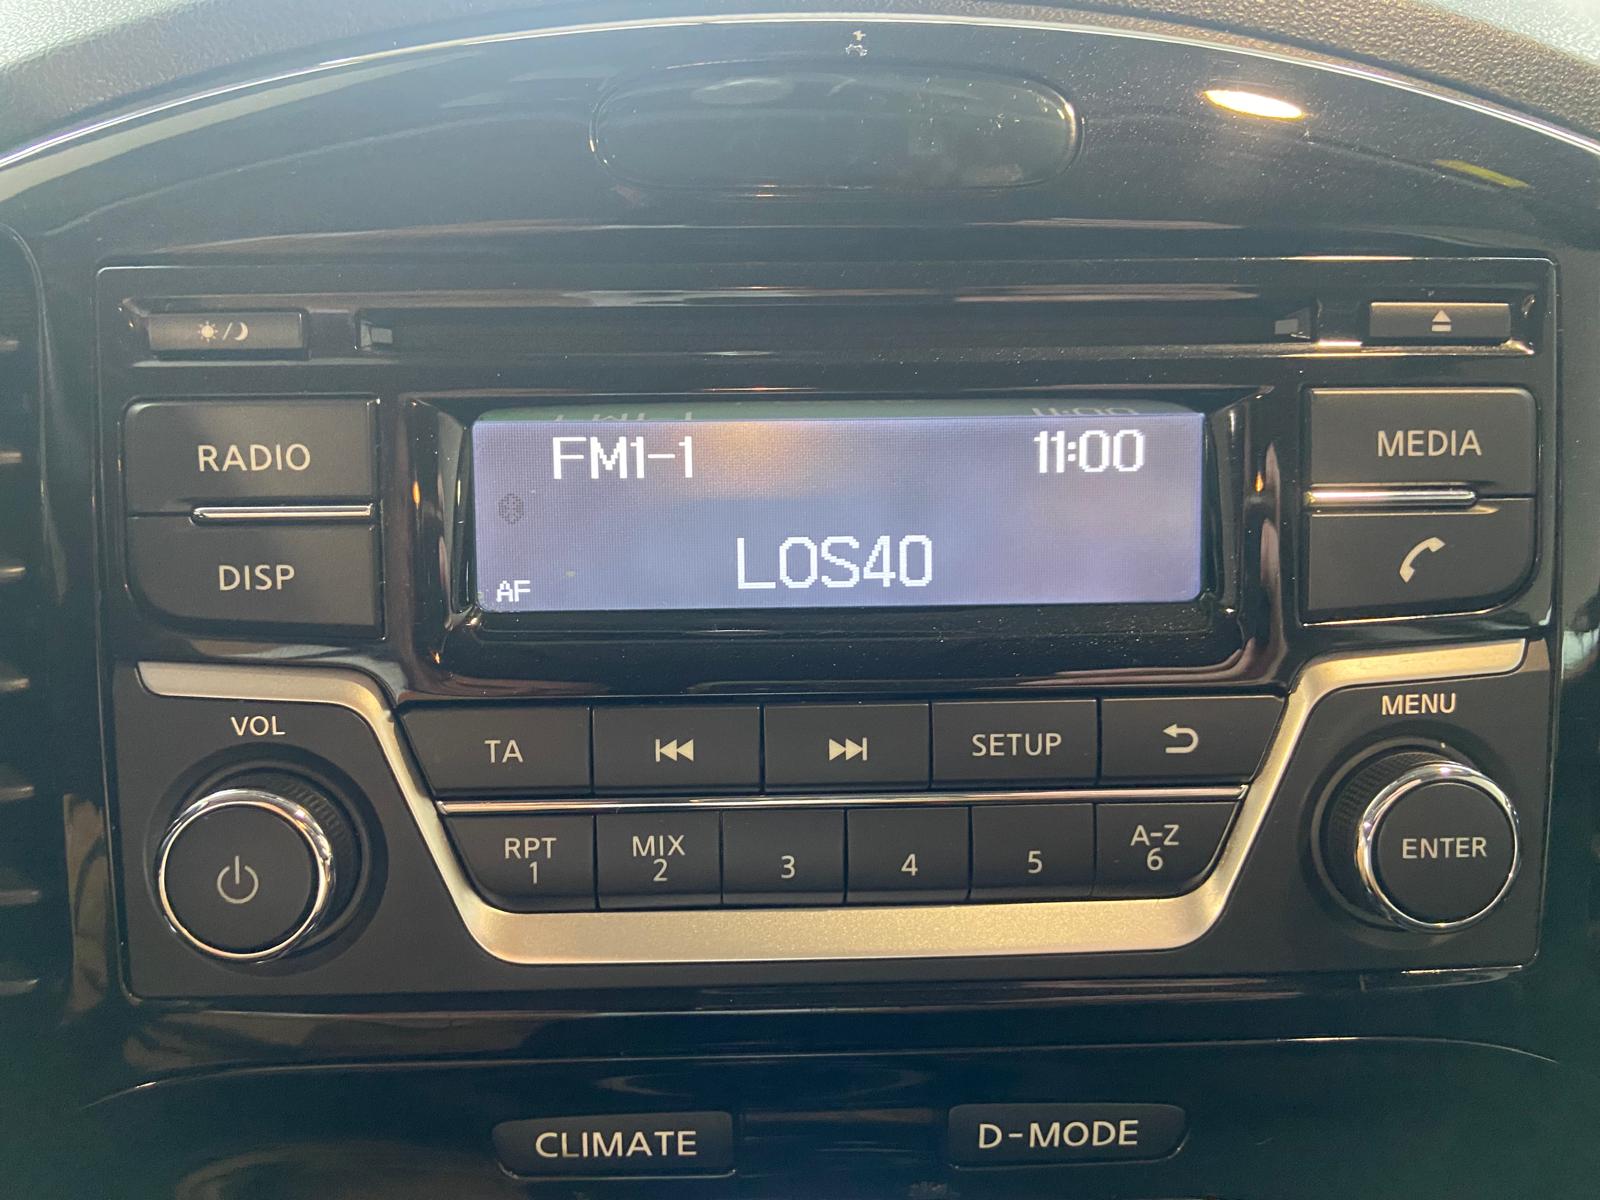 FM1-1 11:00
LOS40
AF
RADIO
DISP
MEDIA
VOL
MENU
TA
SETUP
RPT
1
MIX
2
3
4
5
A-Z
6
ENTER
CLIMATE
D-MODE